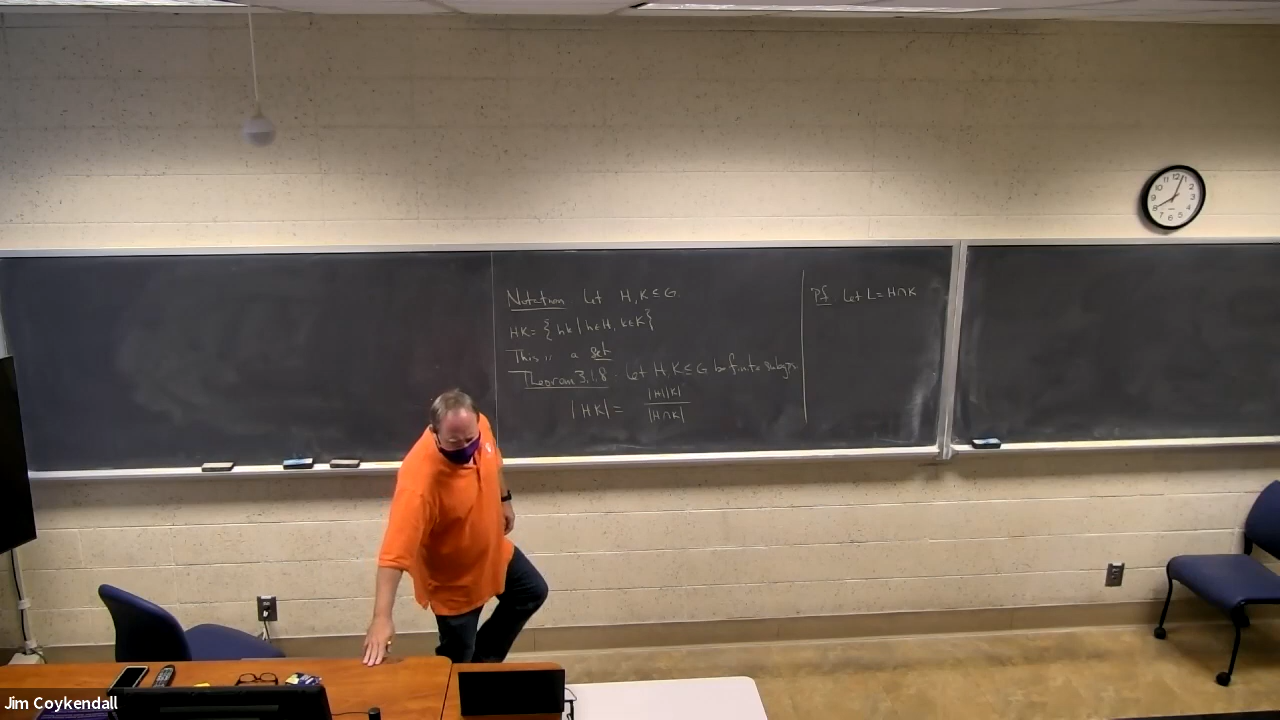 Notation Let H, K ≤ G.
HK = { hk | h∈H, k∈K }
This is a set
Theorem 3.1.8. Let H, K ≤ G be finite subgps
|HK| = |H||K| / |H∩K|
Pf. Let L = H∩K
Jim Coykendall